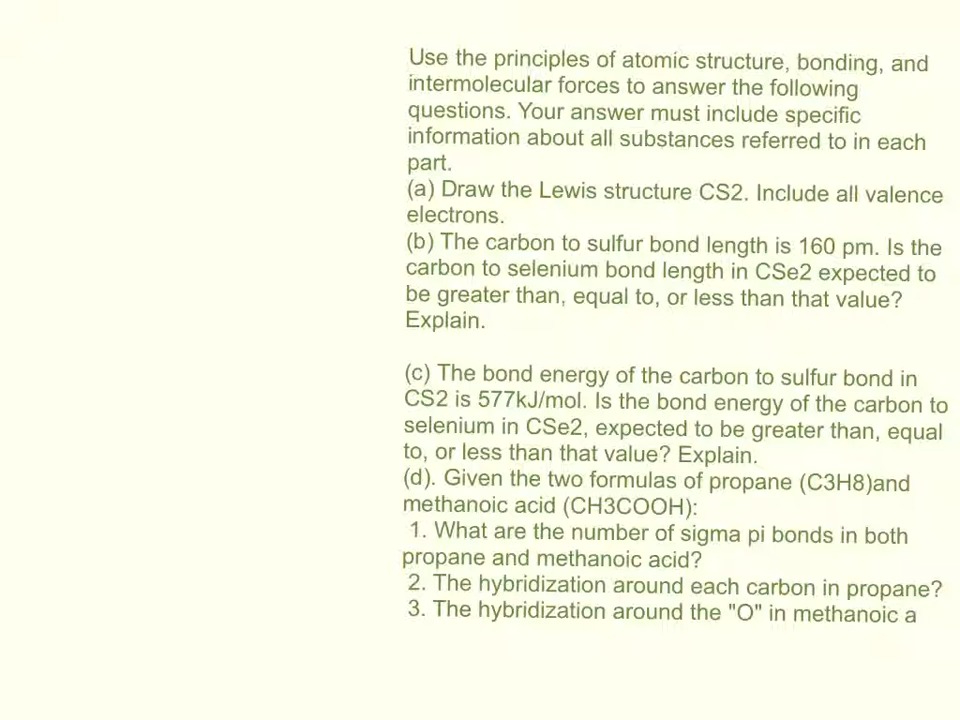 Use the principles of atomic structure, bonding, and
intermolecular forces to answer the following
questions. Your answer must include specific
information about all substances referred to in each
part.
(a) Draw the Lewis structure CS2. Include all valence
electrons.
(b) The carbon to sulfur bond length is 160 pm. Is the
carbon to selenium bond length in CSe2 expected to
be greater than, equal to, or less than that value?
Explain.
(c) The bond energy of the carbon to sulfur bond in
CS2 is 577kJ/mol. Is the bond energy of the carbon to
selenium in CSe2, expected to be greater than, equal
to, or less than that value? Explain.
(d). Given the two formulas of propane (C3H8)and
methanoic acid (CH3COOH):
1. What are the number of sigma pi bonds in both
propane and methanoic acid?
2. The hybridization around each carbon in propane?
3. The hybridization around the "O" in methanoic a